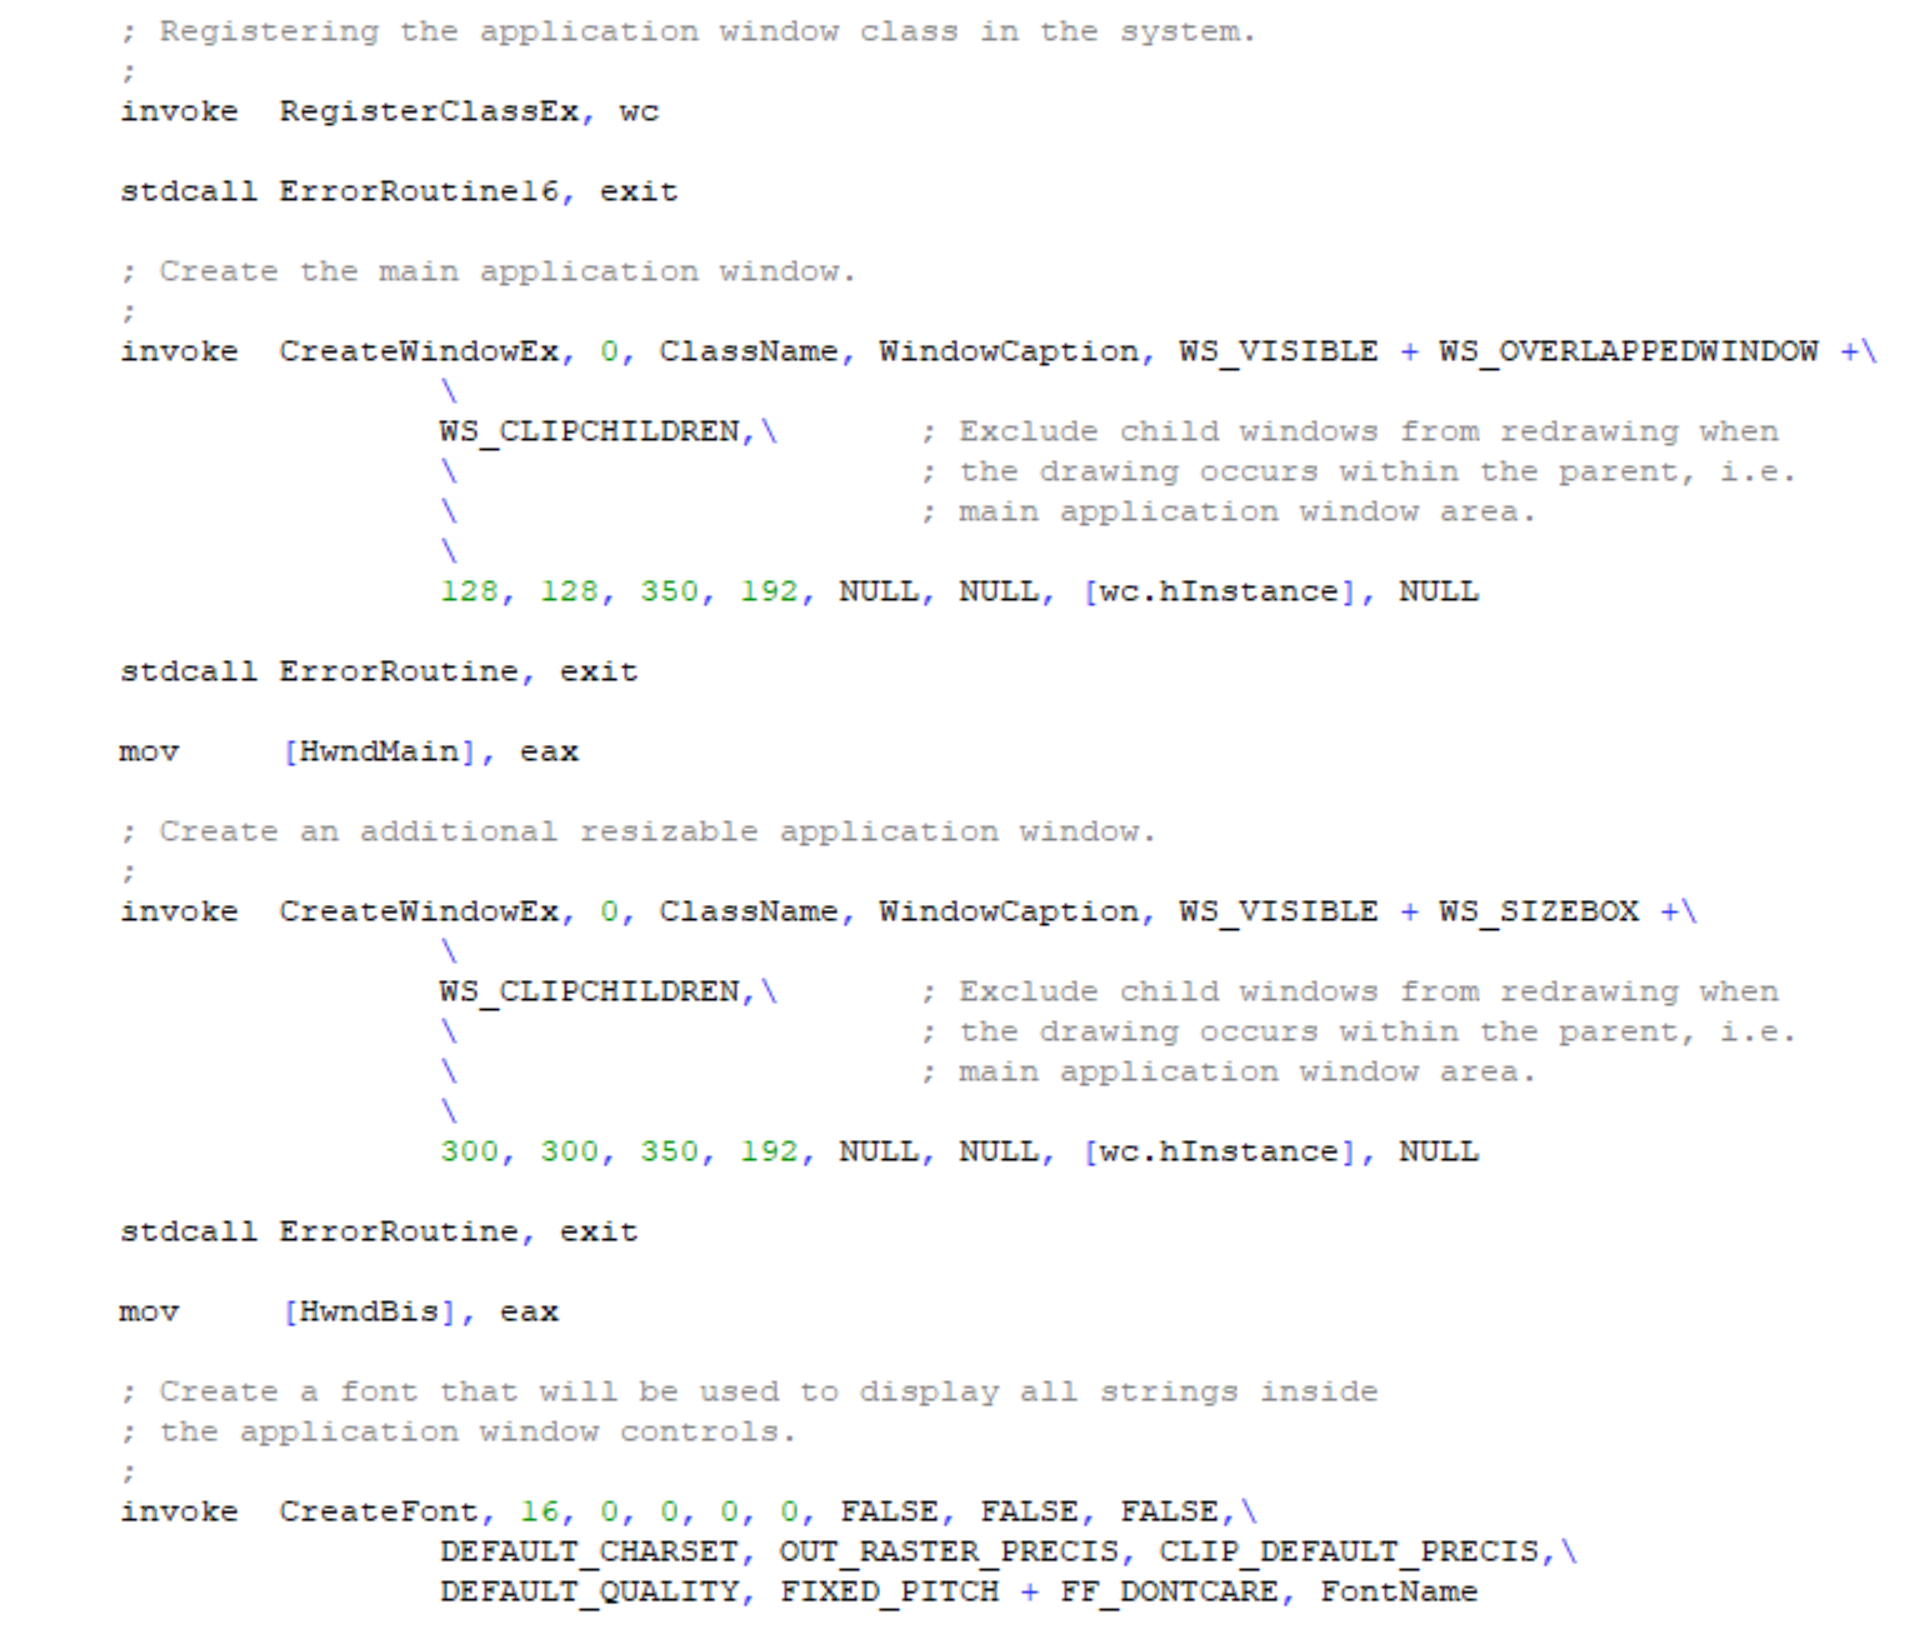 ; Registering the application window class in the system.
;
invoke  RegisterClassEx, wc

stdcall ErrorRoutine16, exit

; Create the main application window.
;
invoke  CreateWindowEx, 0, ClassName, WindowCaption, WS_VISIBLE + WS_OVERLAPPEDWINDOW +\
                \
                WS_CLIPCHILDREN,\       ; Exclude child windows from redrawing when
                \                       ; the drawing occurs within the parent, i.e.
                \                       ; main application window area.
                \
                128, 128, 350, 192, NULL, NULL, [wc.hInstance], NULL

stdcall ErrorRoutine, exit

mov     [HwndMain], eax

; Create an additional resizable application window.
;
invoke  CreateWindowEx, 0, ClassName, WindowCaption, WS_VISIBLE + WS_SIZEBOX +\
                \
                WS_CLIPCHILDREN,\       ; Exclude child windows from redrawing when
                \                       ; the drawing occurs within the parent, i.e.
                \                       ; main application window area.
                \
                300, 300, 350, 192, NULL, NULL, [wc.hInstance], NULL

stdcall ErrorRoutine, exit

mov     [HwndBis], eax

; Create a font that will be used to display all strings inside
; the application window controls.
;
invoke  CreateFont, 16, 0, 0, 0, 0, FALSE, FALSE, FALSE,\
                DEFAULT_CHARSET, OUT_RASTER_PRECIS, CLIP_DEFAULT_PRECIS,\
                DEFAULT_QUALITY, FIXED_PITCH + FF_DONTCARE, FontName